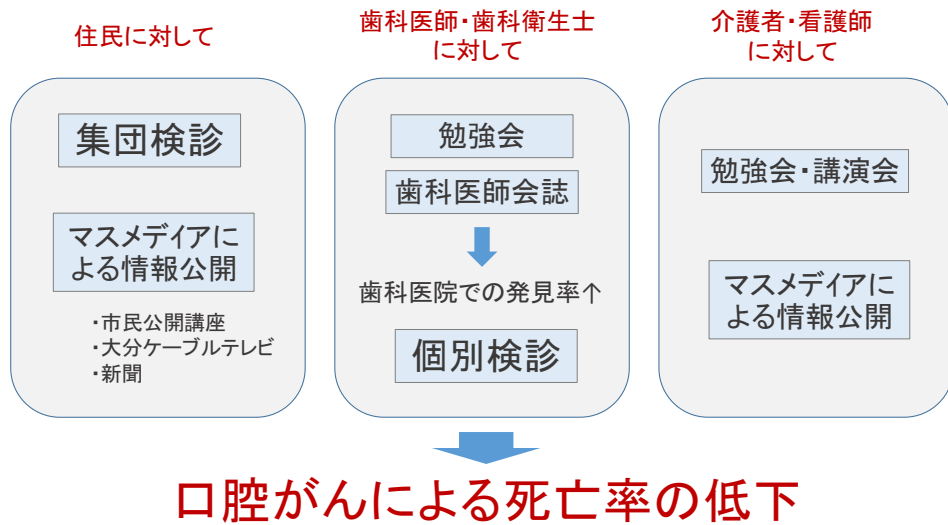 住民に対して
集団検診
マスメディアに
よる情報公開
・市民公開講座
・大分ケーブルテレビ
・新聞
歯科医師・歯科衛生士
に対して
勉強会
歯科医師会誌
歯科医院での発見率↑
個別検診
介護者・看護師
に対して
勉強会・講演会
マスメディアに
よる情報公開
口腔がんによる死亡率の低下